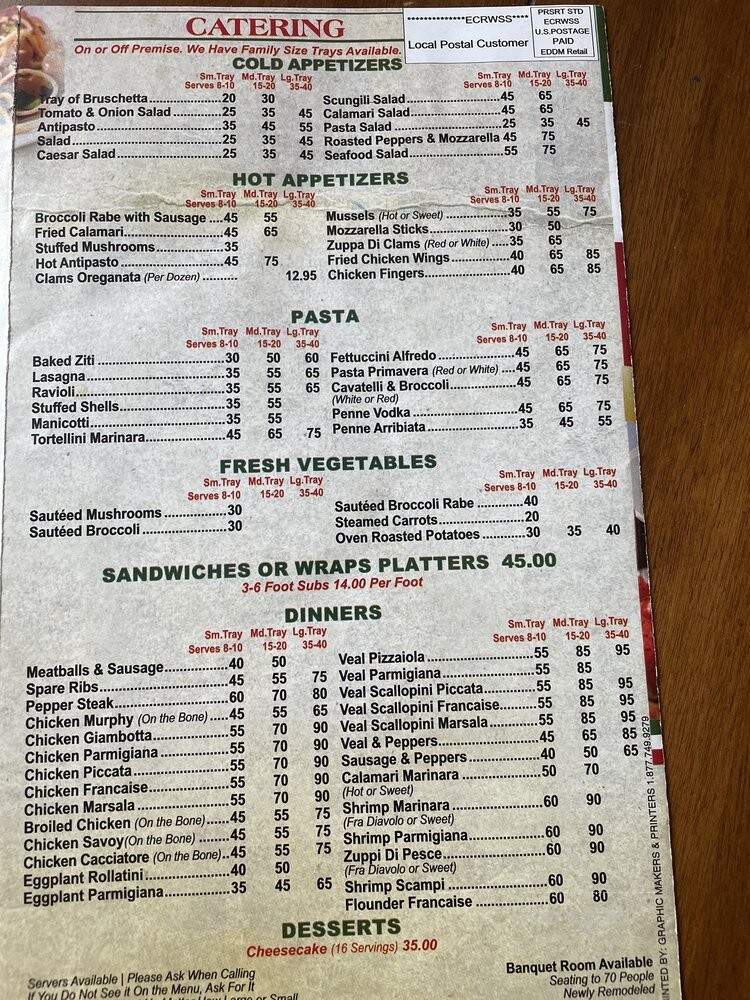 CATERING
On or Off Premise. We Have Family Size Trays Available.
**************ECRWSS****
Local Postal Customer
PRSRT STD
ECRWSS
U.S.POSTAGE
PAID
EDDM Retail
COLD APPETIZERS
Sm.Tray Md.Tray Lg.Tray
Serves 8-10 15-20 35-40
Tray of Bruschetta 20 30
Tomato & Onion Salad 25 35 45
Antipasto 35 45 55
Salad 25 35 45
Caesar Salad 25 35 45
Sm.Tray Md.Tray Lg.Tray
Serves 8-10 15-20 35-40
Scungili Salad 45 65
Calamari Salad 45 65
Pasta Salad 25 35 45
Roasted Peppers & Mozzarella 45 75
Seafood Salad 55 75
HOT APPETIZERS
Sm.Tray Md.Tray Lg.Tray
Serves 8-10 15-20 35-40
Broccoli Rabe with Sausage 45 55
Fried Calamari 45 65
Stuffed Mushrooms 35
Hot Antipasto 45 75
Clams Oreganata (Per Dozen) 12.95
Sm.Tray Md.Tray Lg.Tray
Serves 8-10 15-20 35-40
Mussels (Hot or Sweet) 35 55 75
Mozzarella Sticks 30 50
Zuppa Di Clams (Red or White) 35 65
Fried Chicken Wings 40 65 85
Chicken Fingers 40 65 85
PASTA
Sm.Tray Md.Tray Lg.Tray
Serves 8-10 15-20 35-40
Baked Ziti 30 50 60
Lasagna 35 55 65
Ravioli 35 55 65
Stuffed Shells 35 55
Manicotti 35 55
Tortellini Marinara 45 65 75
Sm.Tray Md.Tray Lg.Tray
Serves 8-10 15-20 35-40
Fettuccini Alfredo 45 65 75
Pasta Primavera (Red or White) 45 65 75
Cavatelli & Broccoli 45 65 75
(White or Red)
Penne Vodka 45 65 75
Penne Arribiata 35 45 55
FRESH VEGETABLES
Sm.Tray Md.Tray Lg.Tray
Serves 8-10 15-20 35-40
Sautéed Mushrooms 30
Sautéed Broccoli 30
Sm.Tray Md.Tray Lg.Tray
Serves 8-10 15-20 35-40
Sautéed Broccoli Rabe 40
Steamed Carrots 20
Oven Roasted Potatoes 30 35 40
SANDWICHES OR WRAPS PLATTERS 45.00
3-6 Foot Subs 14.00 Per Foot
DINNERS
Sm.Tray Md.Tray Lg.Tray
Serves 8-10 15-20 35-40
Meatballs & Sausage 40 50
Spare Ribs 45 55 75
Pepper Steak 60 70 80
Chicken Murphy (On the Bone) 45 55 65
Chicken Giambotta 55 70 90
Chicken Parmigiana 55 70 90
Chicken Piccata 55 70 90
Chicken Francaise 55 70 90
Chicken Marsala 55 70 90
Broiled Chicken (On the Bone) 45 55 75
Chicken Savoy(On the Bone) 45 55 75
Chicken Cacciatore (On the Bone) 45 55 75
Eggplant Rollatini 40 50
Eggplant Parmigiana 35 45 65
Sm.Tray Md.Tray Lg.Tray
Serves 8-10 15-20 35-40
Veal Pizzaiola 55 85 95
Veal Parmigiana 55 85
Veal Scallopini Piccata 55 85 95
Veal Scallopini Francaise 55 85 95
Veal Scallopini Marsala 55 85 95
Veal & Peppers 45 65 85
Sausage & Peppers 40 50 65
Calamari Marinara 50 70
(Hot or Sweet)
Shrimp Marinara 60 90
(Fra Diavolo or Sweet)
Shrimp Parmigiana 60 90
Zuppi Di Pesce 60 90
(Fra Diavolo or Sweet)
Shrimp Scampi 60 90
Flounder Francaise 60 80
DESSERTS
Cheesecake (16 Servings) 35.00
Servers Available | Please Ask When Calling
If You Do Not See It On the Menu, Ask For It
Large or Small
Banquet Room Available
Seating to 70 People
Newly Remodeled
BY: GRAPHIC MAKERS & PRINTERS 1.877.749.9279